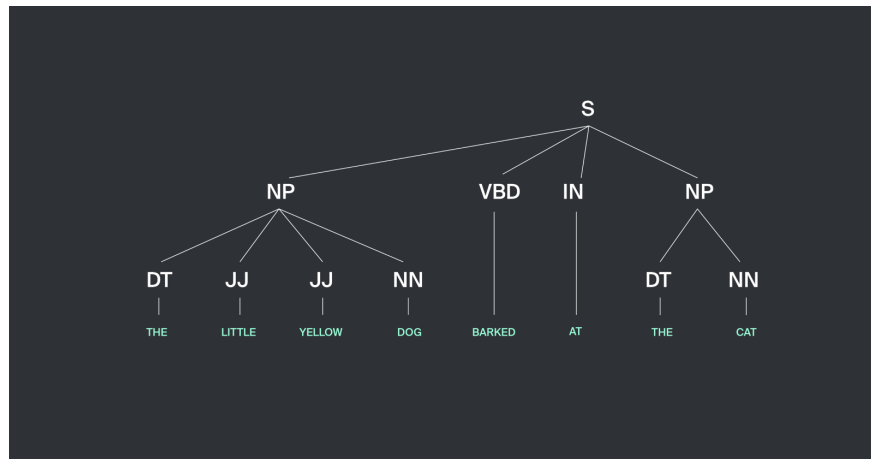 S
NP VBD IN NP
DT JJ JJ NN DT NN
THE LITTLE YELLOW DOG BARKED AT THE CAT